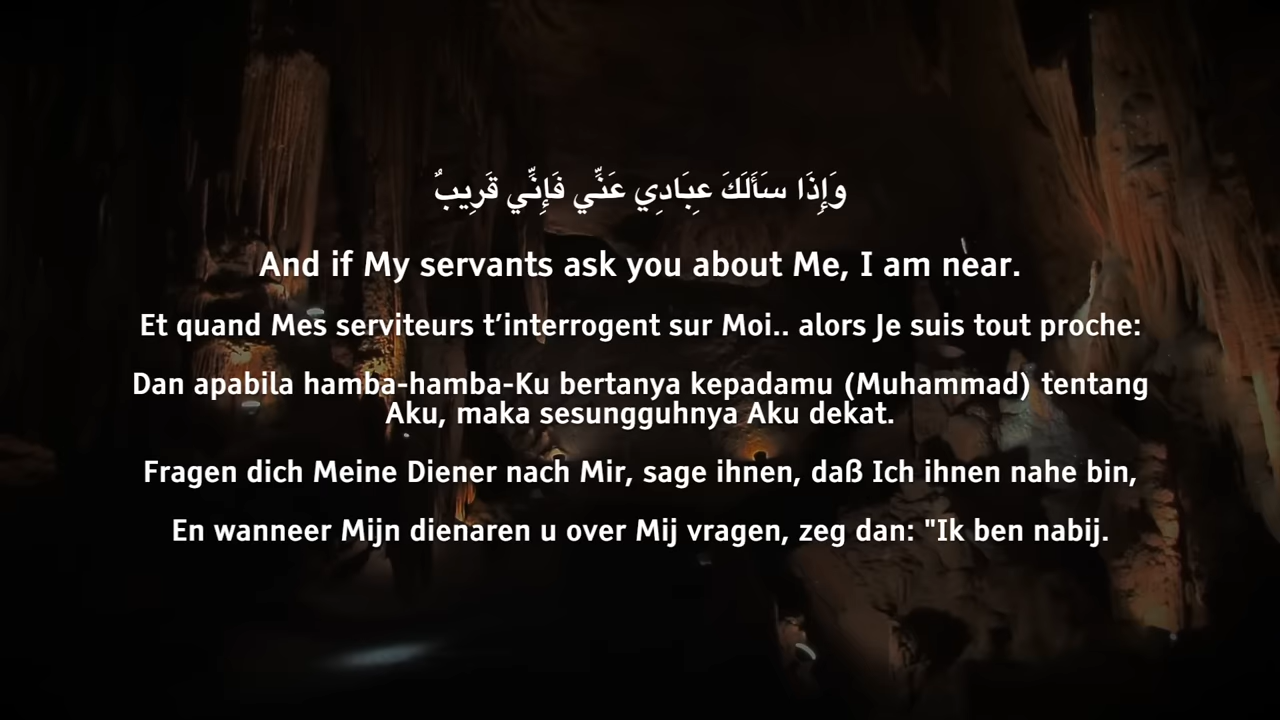 وَإِذَا سَأَلَكَ عِبَادِي عَنِّي فَإِنِّي قَرِيبٌ
And if My servants ask you about Me, I am near.
Et quand Mes serviteurs t’interrogent sur Moi.. alors Je suis tout proche:
Dan apabila hamba-hamba-Ku bertanya kepadamu (Muhammad) tentang
Aku, maka sesungguhnya Aku dekat.
Fragen dich Meine Diener nach Mir, sage ihnen, daß Ich ihnen nahe bin,
En wanneer Mijn dienaren u over Mij vragen, zeg dan: "Ik ben nabij.